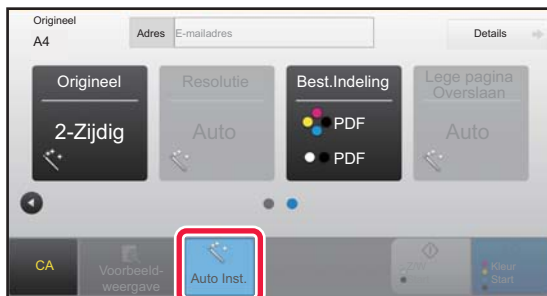 Origineel
A4
Adres
E-mailadres
Details
Origineel
2-Zijdig
Resolutie
Auto
Best.Indeling
PDF
PDF
Lege pagina
Overslaan
Auto
CA
Voorbeeld-
weergave
Auto Inst.
Z/W
Start
Kleur
Start